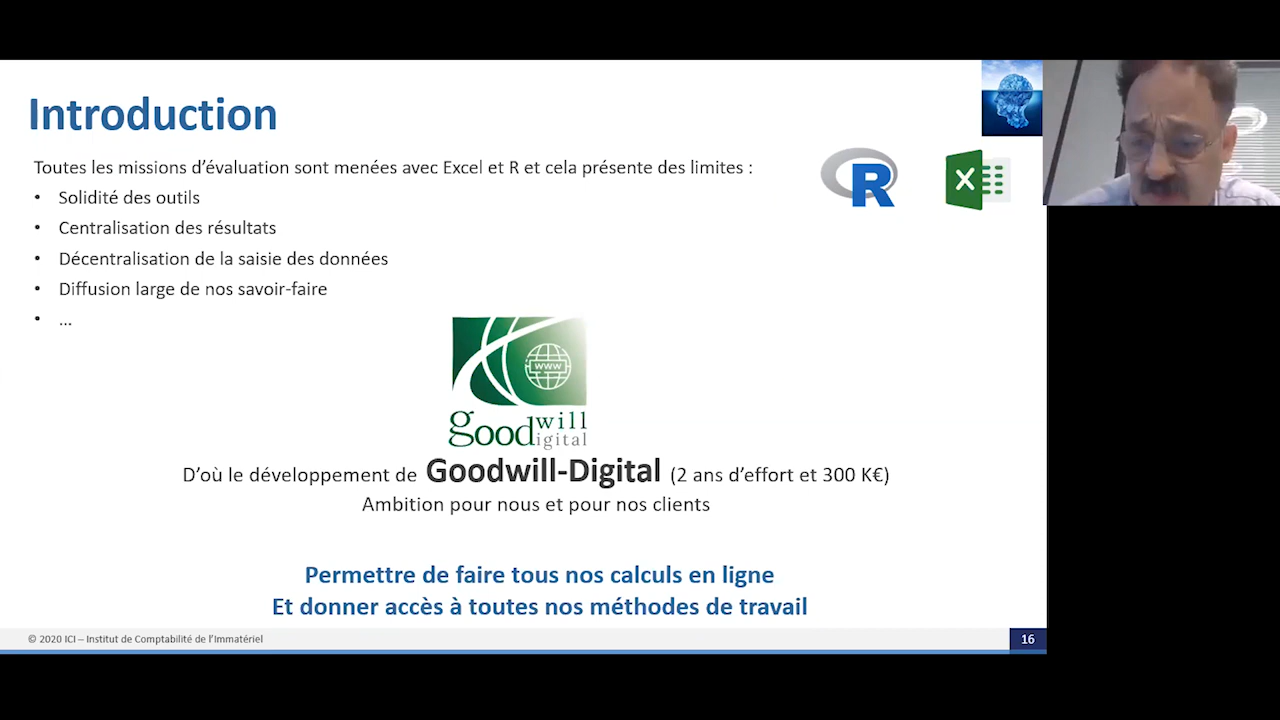 Introduction
Toutes les missions d’évaluation sont menées avec Excel et R et cela présente des limites :
• Solidité des outils
• Centralisation des résultats
• Décentralisation de la saisie des données
• Diffusion large de nos savoir-faire
• ...
R
X
www
goodwill
digital
D’où le développement de Goodwill-Digital (2 ans d’effort et 300 K€)
Ambition pour nous et pour nos clients
Permettre de faire tous nos calculs en ligne
Et donner accès à toutes nos méthodes de travail
© 2020 ICI – Institut de Comptabilité de l’Immatériel
16